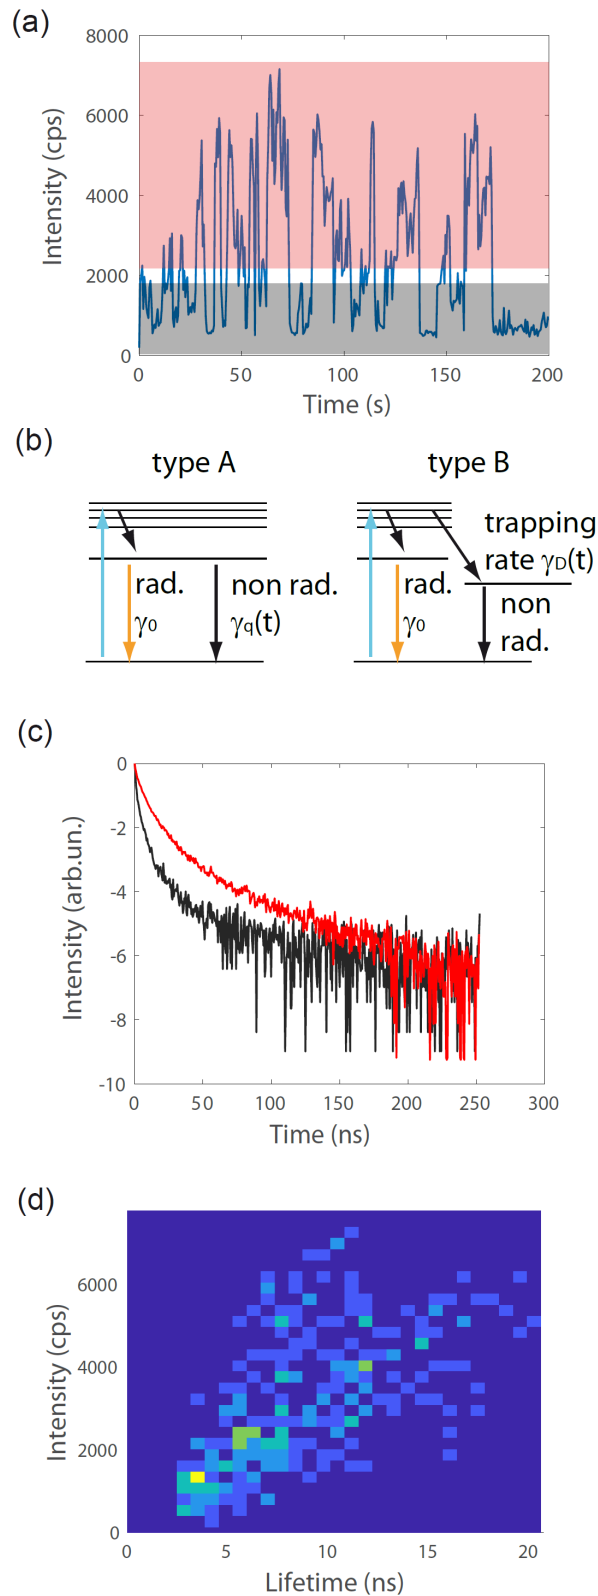 (a)
8000
6000
4000
2000
0
Intensity (cps)
0 50 100 150 200
Time (s)
(b)
type A type B
rad.
γ0
non rad.
γq(t)
rad.
γ0
trapping
rate γD(t)
non
rad.
(c)
0
-2
-4
-6
-8
-10
Intensity (arb.un.)
0 50 100 150 200 250 300
Time (ns)
(d)
6000
4000
2000
0
Intensity (cps)
0 5 10 15 20
Lifetime (ns)